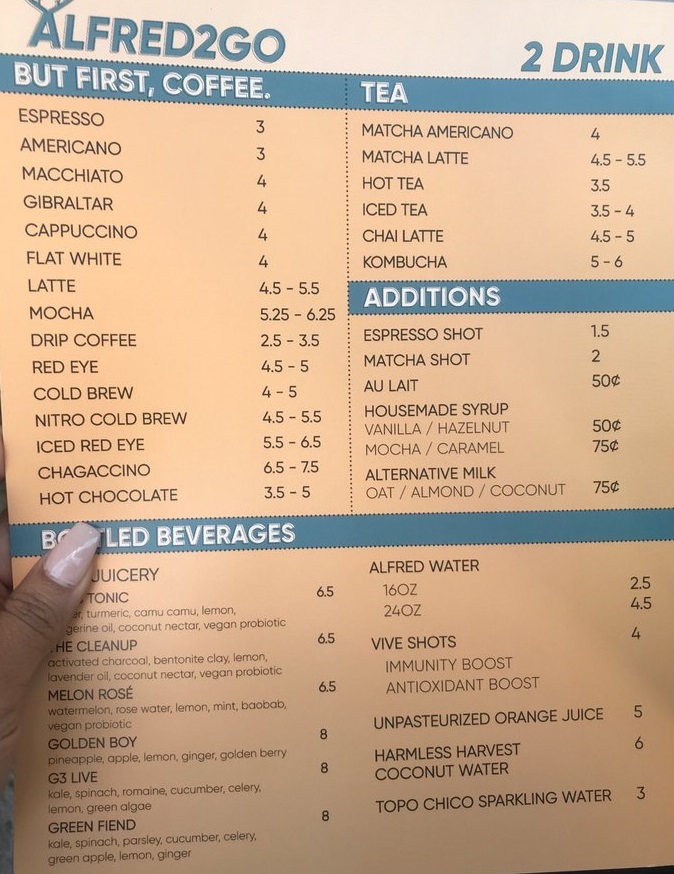 ALFRED2GO
2 DRINK
BUT FIRST, COFFEE.
ESPRESSO 3
AMERICANO 3
MACCHIATO 4
GIBRALTAR 4
CAPPUCCINO 4
FLAT WHITE 4
LATTE 4.5 - 5.5
MOCHA 5.25 - 6.25
DRIP COFFEE 2.5 - 3.5
RED EYE 4.5 - 5
COLD BREW 4 - 5
NITRO COLD BREW 4.5 - 5.5
ICED RED EYE 5.5 - 6.5
CHAGACCINO 6.5 - 7.5
HOT CHOCOLATE 3.5 - 5
TEA
MATCHA AMERICANO 4
MATCHA LATTE 4.5 - 5.5
HOT TEA 3.5
ICED TEA 3.5 - 4
CHAI LATTE 4.5 - 5
KOMBUCHA 5 - 6
ADDITIONS
ESPRESSO SHOT 1.5
MATCHA SHOT 2
AU LAIT 50¢
HOUSEMADE SYRUP
VANILLA / HAZELNUT 50¢
MOCHA / CARAMEL 75¢
ALTERNATIVE MILK
OAT / ALMOND / COCONUT 75¢
BEVERAGES
JUICERY
TONIC 6.5
turmeric, camu camu, lemon,
oil, coconut nectar, vegan probiotic
CLEANUP 6.5
activated charcoal, bentonite clay, lemon,
lavender oil, coconut nectar, vegan probiotic
MELON ROSÉ 6.5
watermelon, rose water, lemon, mint, baobab,
vegan probiotic
GOLDEN BOY 8
pineapple, apple, lemon, ginger, golden berry
G3 LIVE 8
kale, spinach, romaine, cucumber, celery,
lemon, green algae
GREEN FIEND 8
kale, spinach, parsley, cucumber, celery,
green apple, lemon, ginger
ALFRED WATER
16OZ 2.5
24OZ 4.5
VIVE SHOTS 4
IMMUNITY BOOST
ANTIOXIDANT BOOST
UNPASTEURIZED ORANGE JUICE 5
HARMLESS HARVEST 6
COCONUT WATER
TOPO CHICO SPARKLING WATER 3